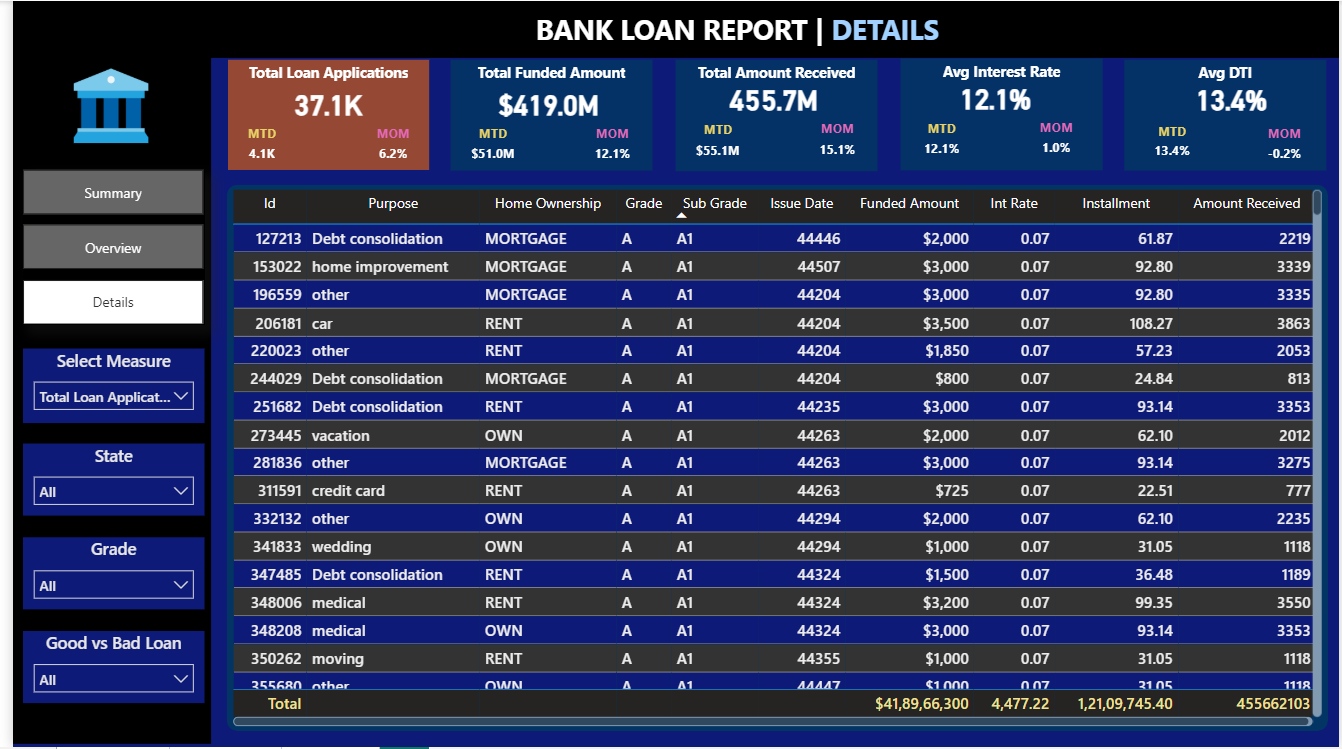 BANK LOAN REPORT | DETAILS
Total Loan Applications
37.1K
MTD MOM
4.1K 6.2%
Total Funded Amount
$419.0M
MTD MOM
$51.0M 12.1%
Total Amount Received
455.7M
MTD MOM
$55.1M 15.1%
Avg Interest Rate
12.1%
MTD MOM
12.1% 1.0%
Avg DTI
13.4%
MTD MOM
13.4% -0.2%
Summary
Overview
Details
Select Measure
Total Loan Applicat...
State
All
Grade
All
Good vs Bad Loan
All
Id Purpose Home Ownership Grade Sub Grade Issue Date Funded Amount Int Rate Installment Amount Received
127213 Debt consolidation MORTGAGE A A1 44446 $2,000 0.07 61.87 2219
153022 home improvement MORTGAGE A A1 44507 $3,000 0.07 92.80 3339
196559 other MORTGAGE A A1 44204 $3,000 0.07 92.80 3335
206181 car RENT A A1 44204 $3,500 0.07 108.27 3863
220023 other RENT A A1 44204 $1,850 0.07 57.23 2053
244029 Debt consolidation MORTGAGE A A1 44204 $800 0.07 24.84 813
251682 Debt consolidation RENT A A1 44235 $3,000 0.07 93.14 3353
273445 vacation OWN A A1 44263 $2,000 0.07 62.10 2012
281836 other MORTGAGE A A1 44263 $3,000 0.07 93.14 3275
311591 credit card RENT A A1 44263 $725 0.07 22.51 777
332132 other OWN A A1 44294 $2,000 0.07 62.10 2235
341833 wedding OWN A A1 44294 $1,000 0.07 31.05 1118
347485 Debt consolidation RENT A A1 44324 $1,500 0.07 36.48 1189
348006 medical RENT A A1 44324 $3,200 0.07 99.35 3550
348208 medical OWN A A1 44324 $3,000 0.07 93.14 3353
350262 moving RENT A A1 44355 $1,000 0.07 31.05 1118
355680 other OWN A A1 44447 $1,000 0.07 31.05 1118
Total $41,89,66,300 4,477.22 1,21,09,745.40 455662103